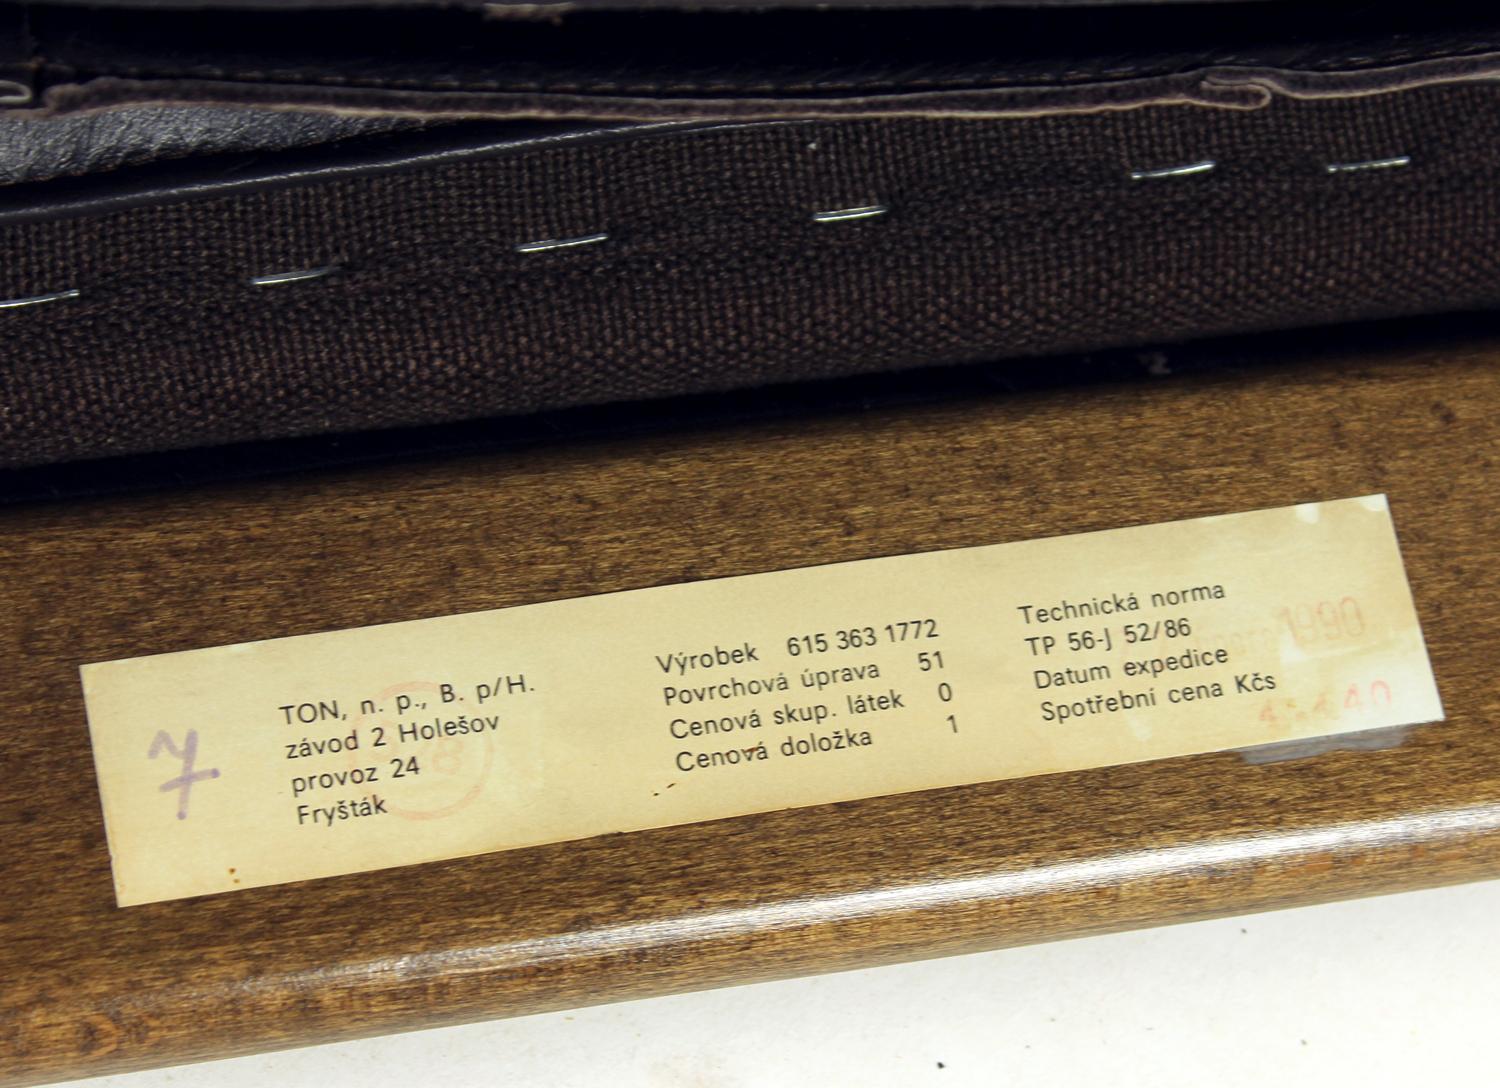 7
TON, n. p., B. p/H.
závod 2 Holešov
provoz 24
Fryšták
Výrobek 615 363 1772
Povrchová úprava 51
Cenová skup. látek 0
Cenová doložka 1
Technická norma
TP 56-J 52/86
Datum expedice 1990
Spotřební cena Kčs